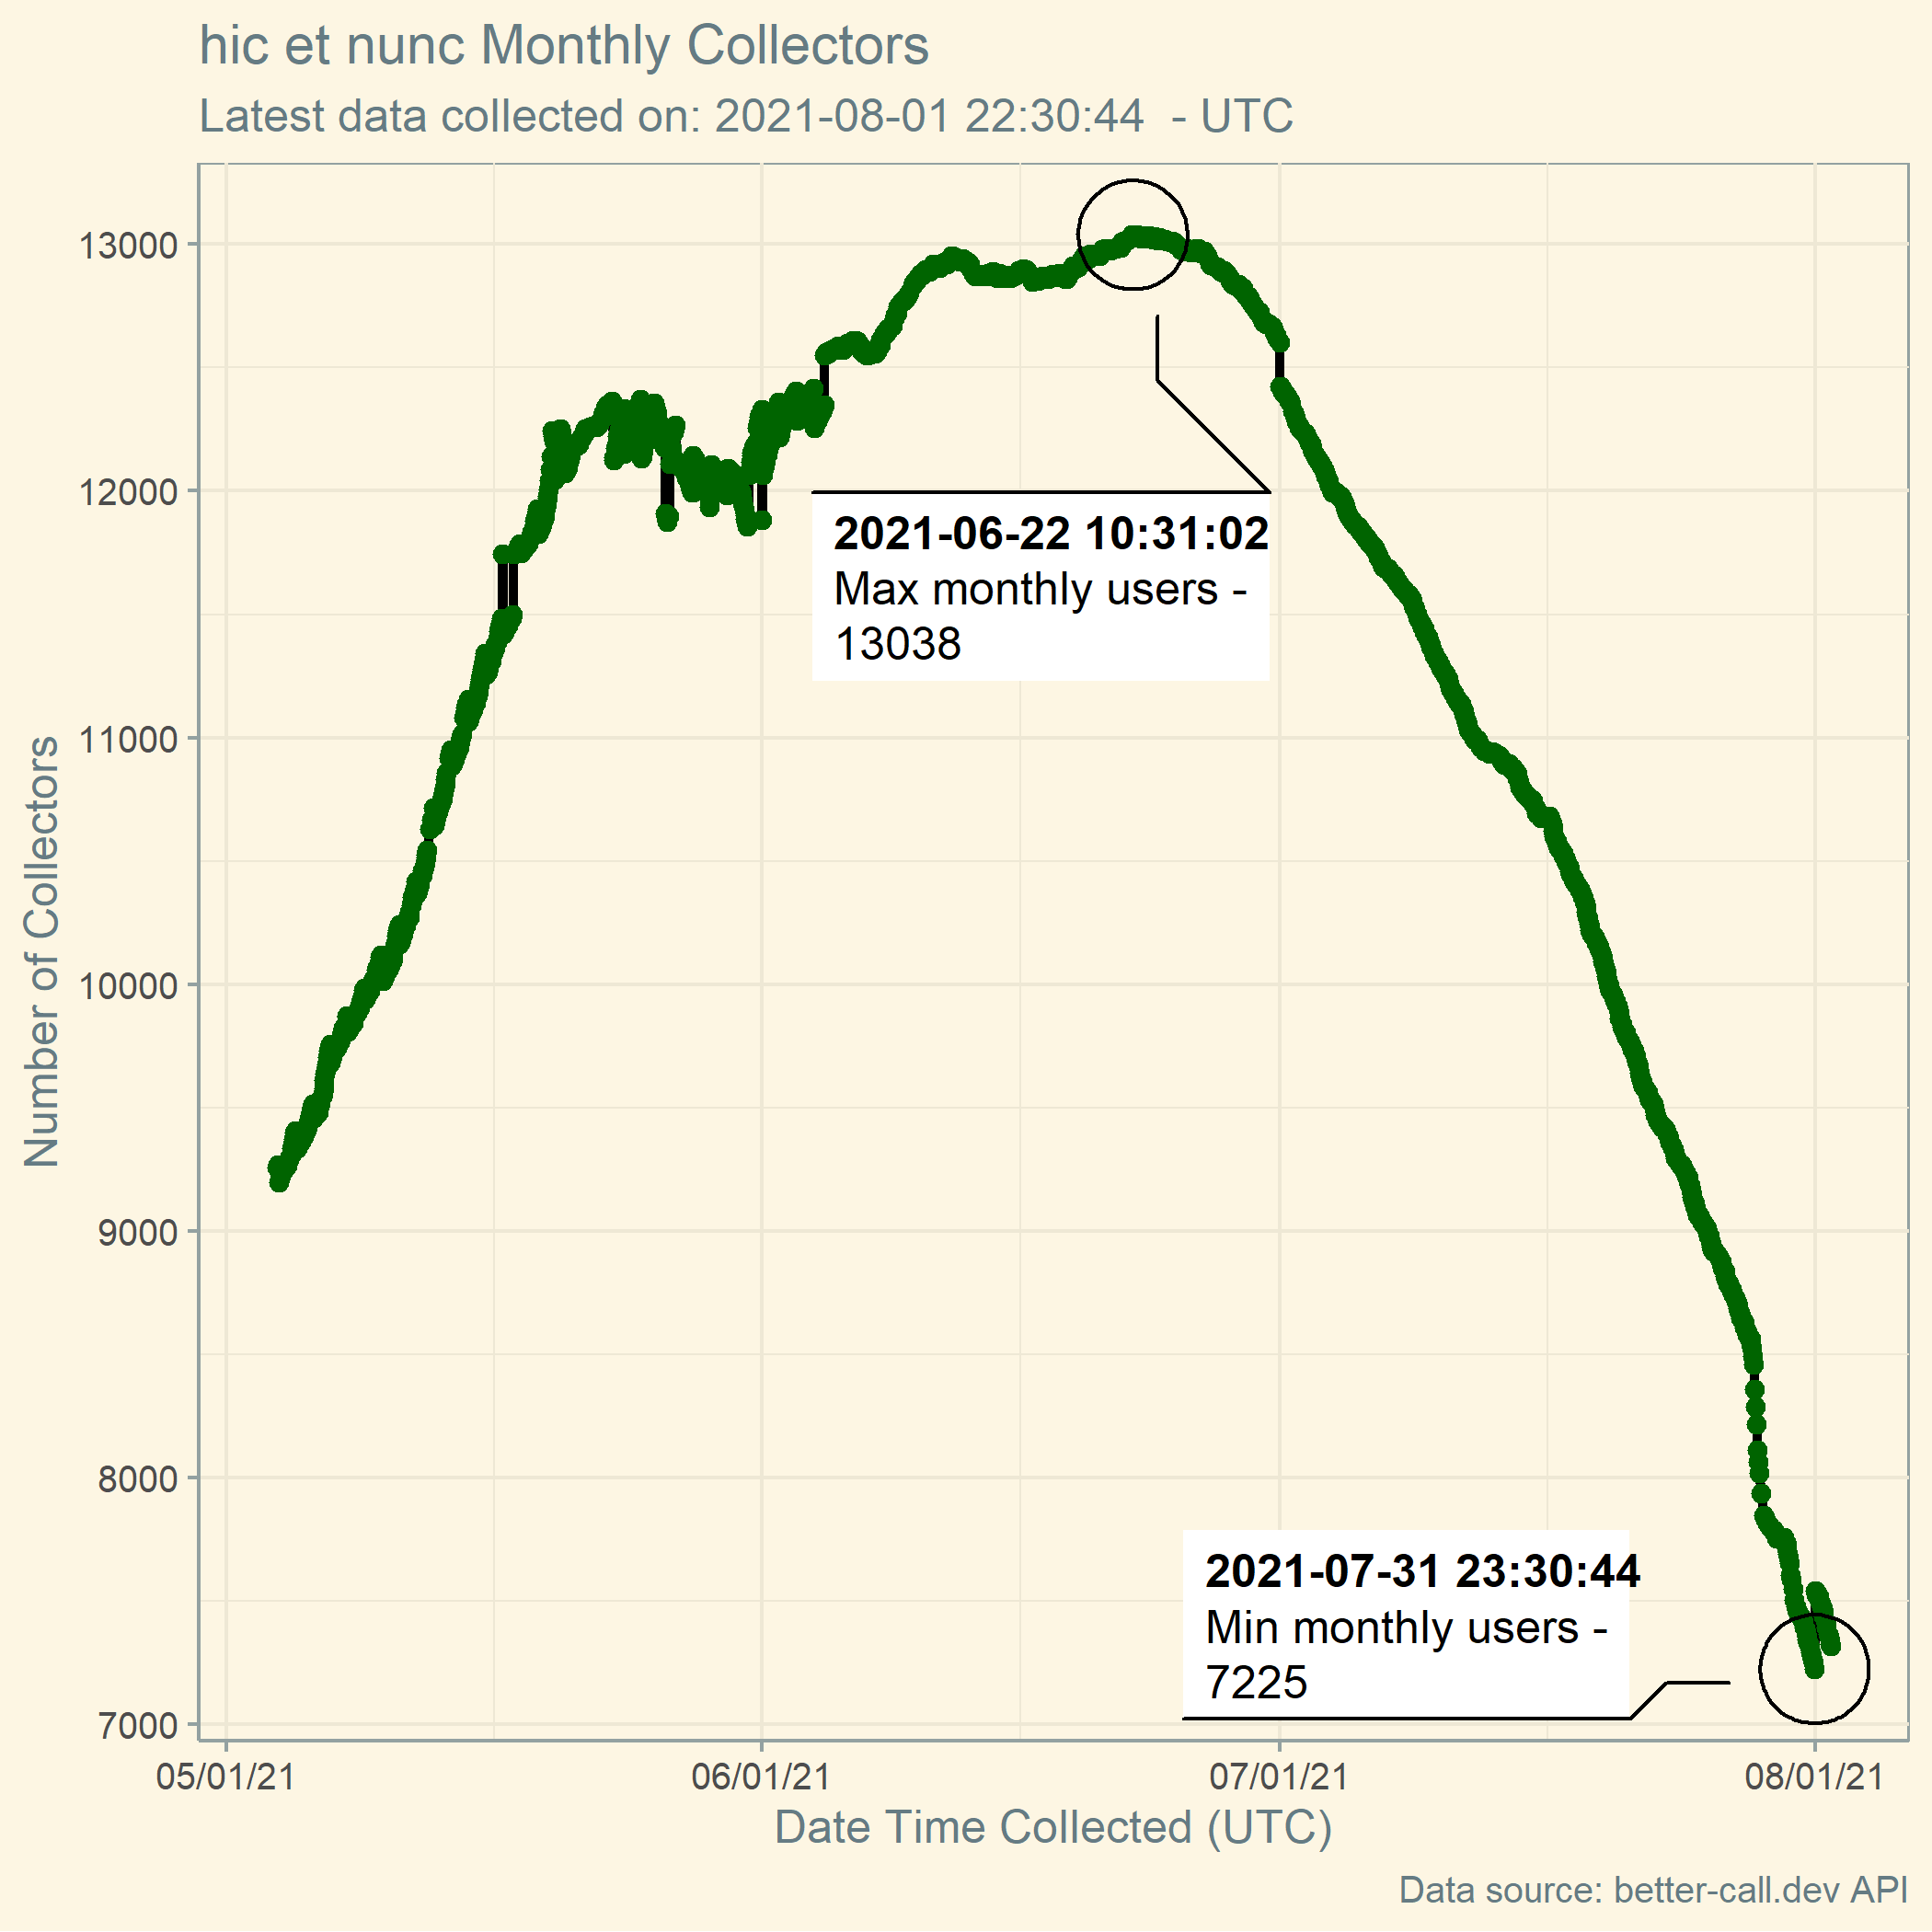 hic et nunc Monthly Collectors
Latest data collected on: 2021-08-01 22:30:44  - UTC
Number of Collectors
13000
12000
11000
10000
9000
8000
7000
2021-06-22 10:31:02
Max monthly users -
13038
2021-07-31 23:30:44
Min monthly users -
7225
05/01/21
06/01/21
07/01/21
08/01/21
Date Time Collected (UTC)
Data source: better-call.dev API